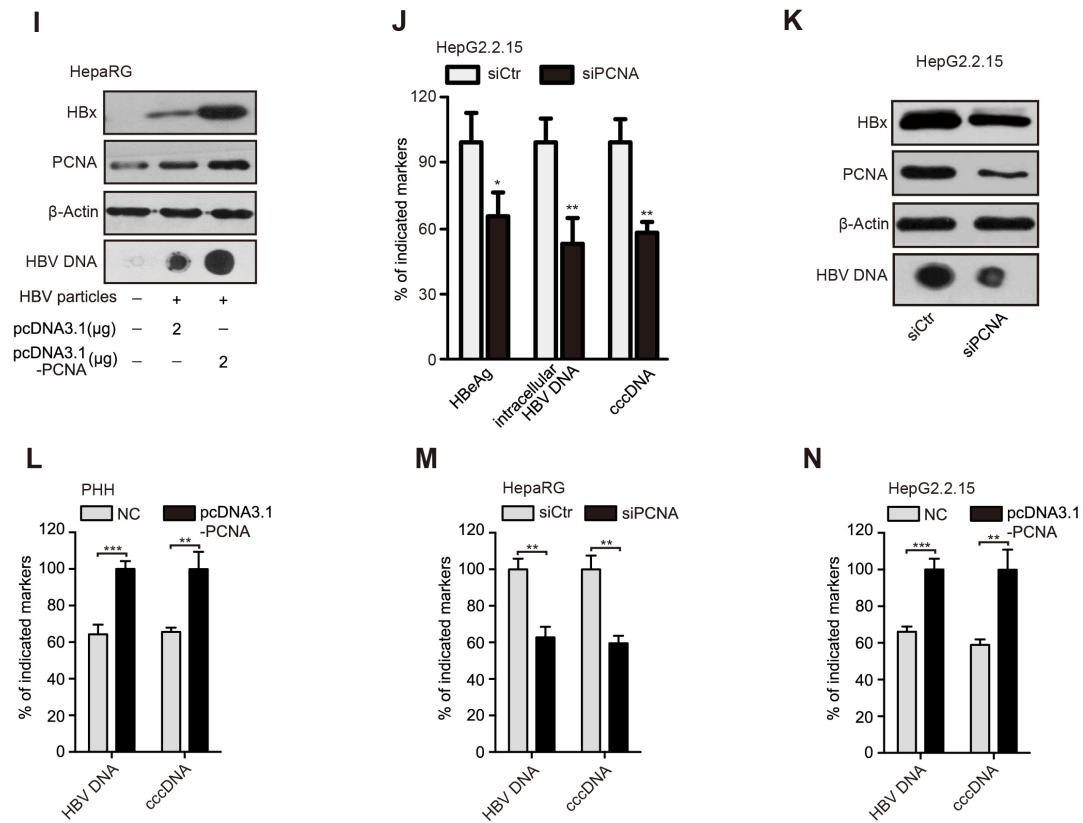 I
HepaRG
HBx
PCNA
β-Actin
HBV DNA
HBV particles – + +
pcDNA3.1(μg) – 2 –
pcDNA3.1 (μg) – – 2
-PCNA
J
HepG2.2.15
siCtr siPCNA
% of indicated markers
120
90
60
30
0
* ** **
HBeAg
intracellular
HBV DNA
cccDNA
K
HepG2.2.15
HBx
PCNA
β-Actin
HBV DNA
siCtr siPCNA
L
PHH
NC pcDNA3.1
-PCNA
% of indicated markers
120
100
80
60
40
20
0
*** **
HBV DNA cccDNA
M
HepaRG
siCtr siPCNA
% of indicated markers
120
100
80
60
40
20
0
** **
HBV DNA cccDNA
N
HepG2.2.15
NC pcDNA3.1
-PCNA
% of indicated markers
120
100
80
60
40
20
0
*** **
HBV DNA cccDNA